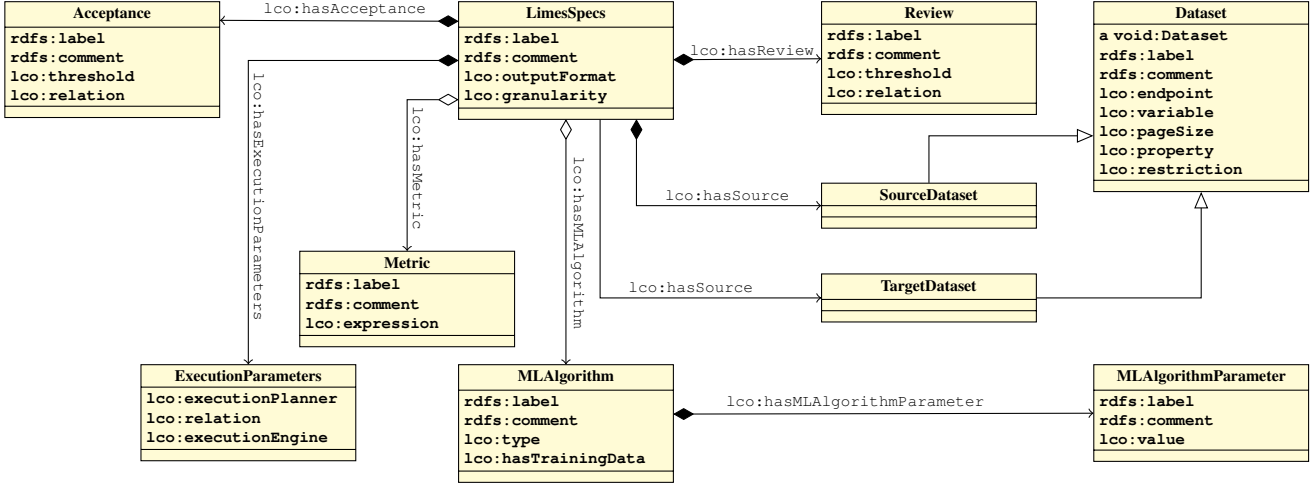 Acceptance
rdfs:label
rdfs:comment
lco:threshold
lco:relation
lco:hasAcceptance
LimesSpecs
rdfs:label
rdfs:comment
lco:outputFormat
lco:granularity
lco:hasReview
Review
rdfs:label
rdfs:comment
lco:threshold
lco:relation
Dataset
a void:Dataset
rdfs:label
rdfs:comment
lco:endpoint
lco:variable
lco:pageSize
lco:property
lco:restriction
lco:hasExecutionParameters
lco:hasMetric
lco:hasMLAlgorithm
lco:hasSource
SourceDataset
Metric
rdfs:label
rdfs:comment
lco:expression
lco:hasSource
TargetDataset
ExecutionParameters
lco:executionPlanner
lco:relation
lco:executionEngine
MLAlgorithm
rdfs:label
rdfs:comment
lco:type
lco:hasTrainingData
lco:hasMLAlgorithmParameter
MLAlgorithmParameter
rdfs:label
rdfs:comment
lco:value